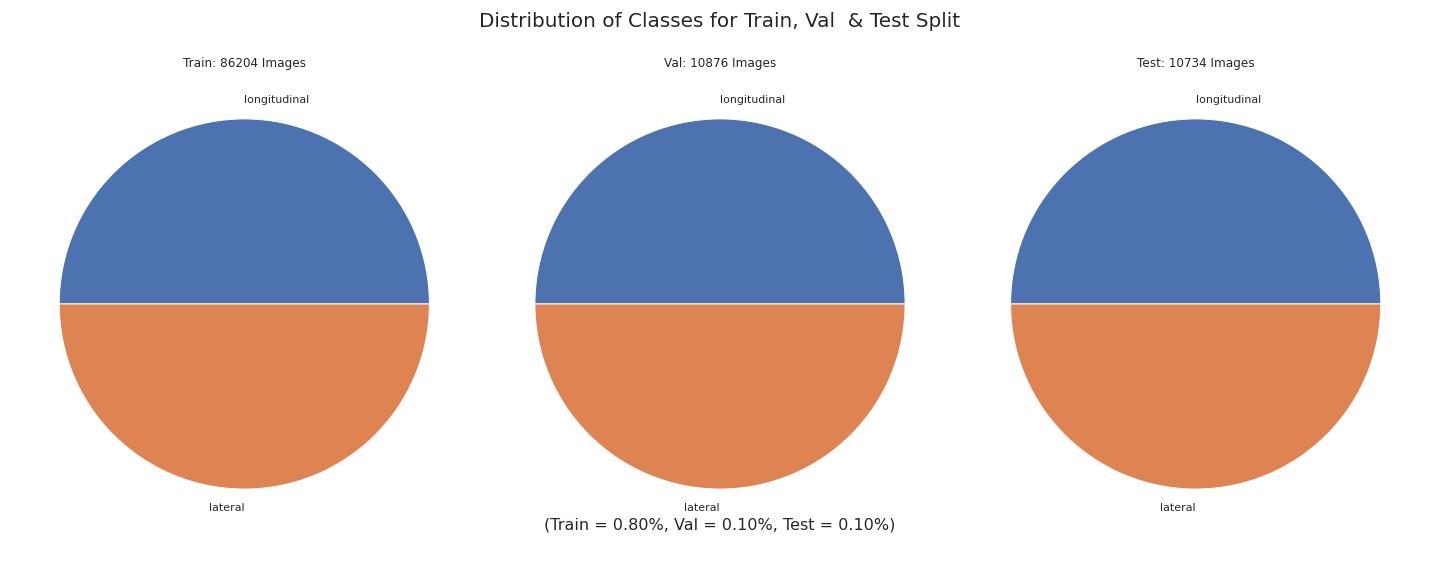 Distribution of Classes for Train, Val  & Test Split
Train: 86204 Images
longitudinal
lateral
Val: 10876 Images
longitudinal
lateral
Test: 10734 Images
longitudinal
lateral
(Train = 0.80%, Val = 0.10%, Test = 0.10%)